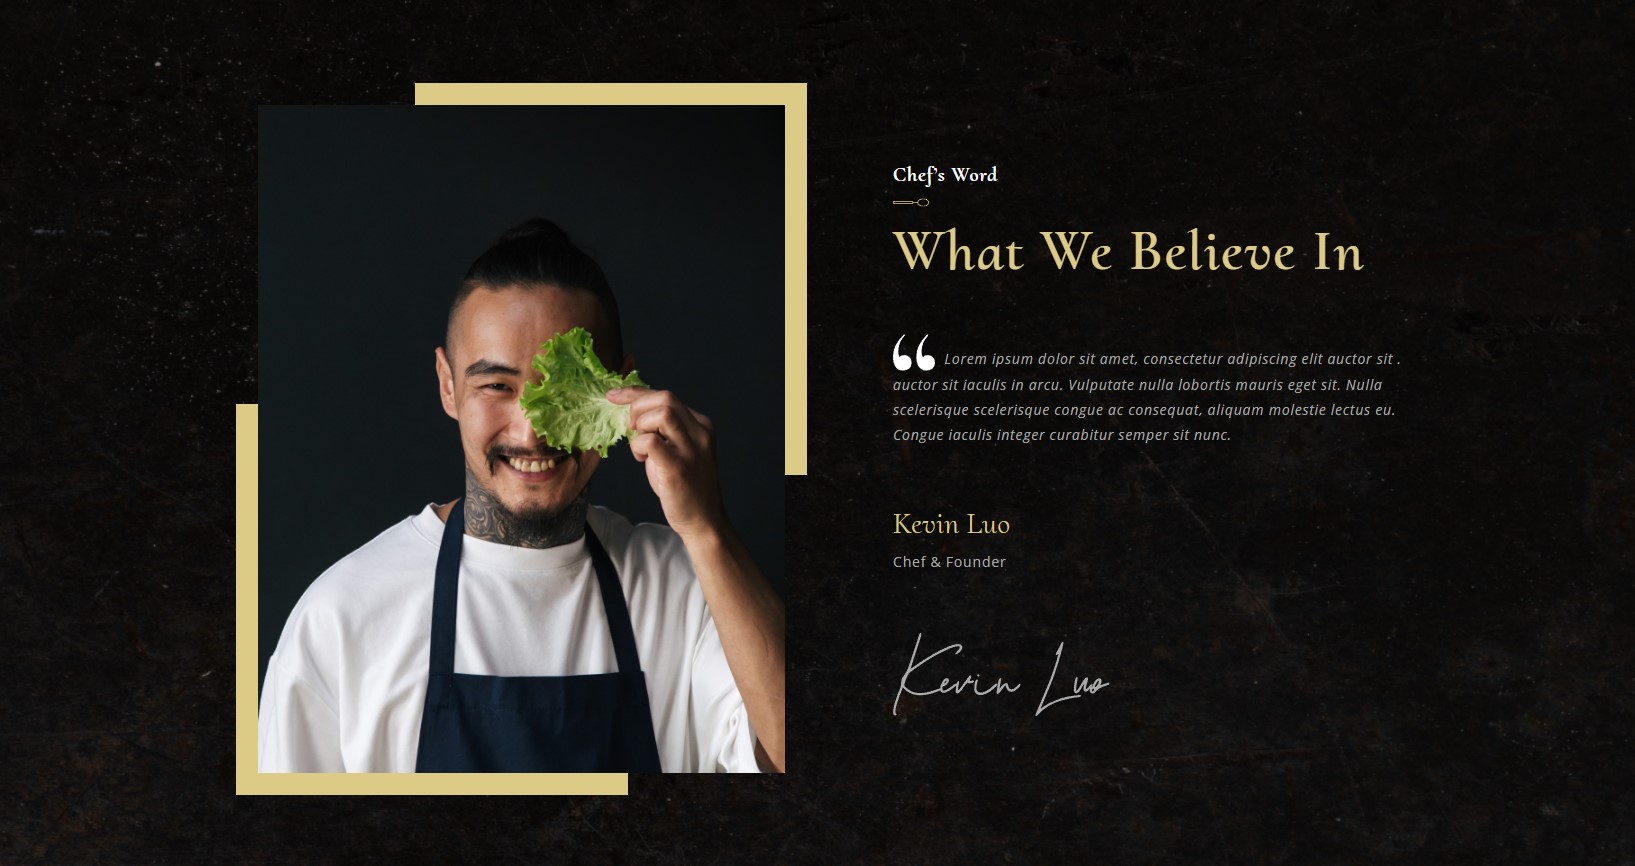 Chef’s Word
What We Believe In
“ Lorem ipsum dolor sit amet, consectetur adipiscing elit auctor sit .
auctor sit iaculis in arcu. Vulputate nulla lobortis mauris eget sit. Nulla
scelerisque scelerisque congue ac consequat, aliquam molestie lectus eu.
Congue iaculis integer curabitur semper sit nunc.
Kevin Luo
Chef & Founder
Kevin Luo